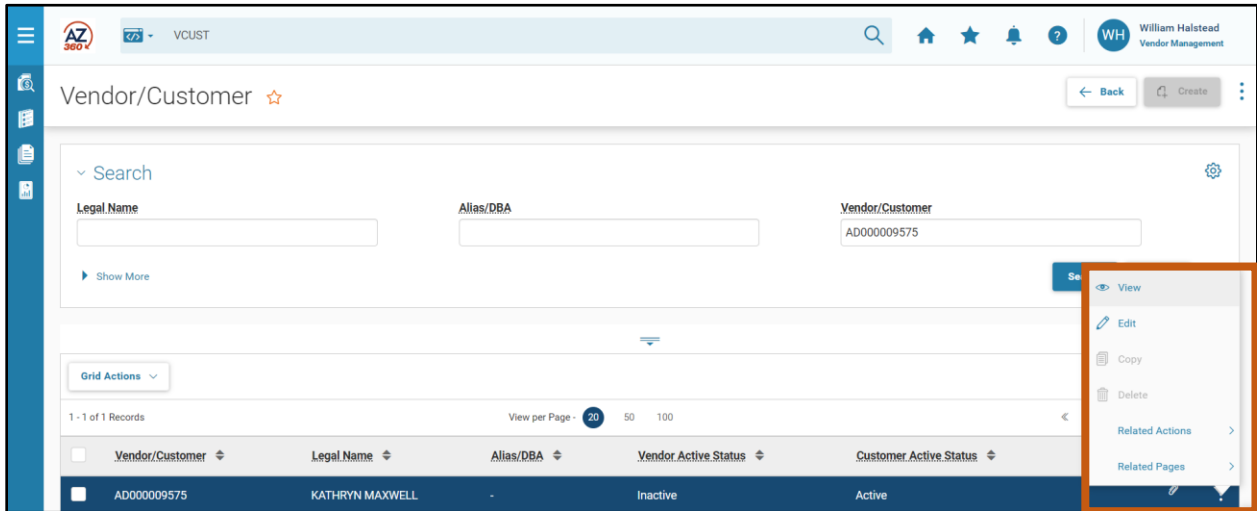 AZ
360
VCUST
?
WH
William Halstead
Vendor Management
Vendor/Customer
Back
Create
Search
Legal Name
Alias/DBA
Vendor/Customer
AD000009575
Show More
View
Edit
Copy
Delete
Related Actions
Related Pages
Grid Actions
1 - 1 of 1 Records
View per Page - 20 50 100
Vendor/Customer Legal Name Alias/DBA Vendor Active Status Customer Active Status
AD000009575 KATHRYN MAXWELL - Inactive Active